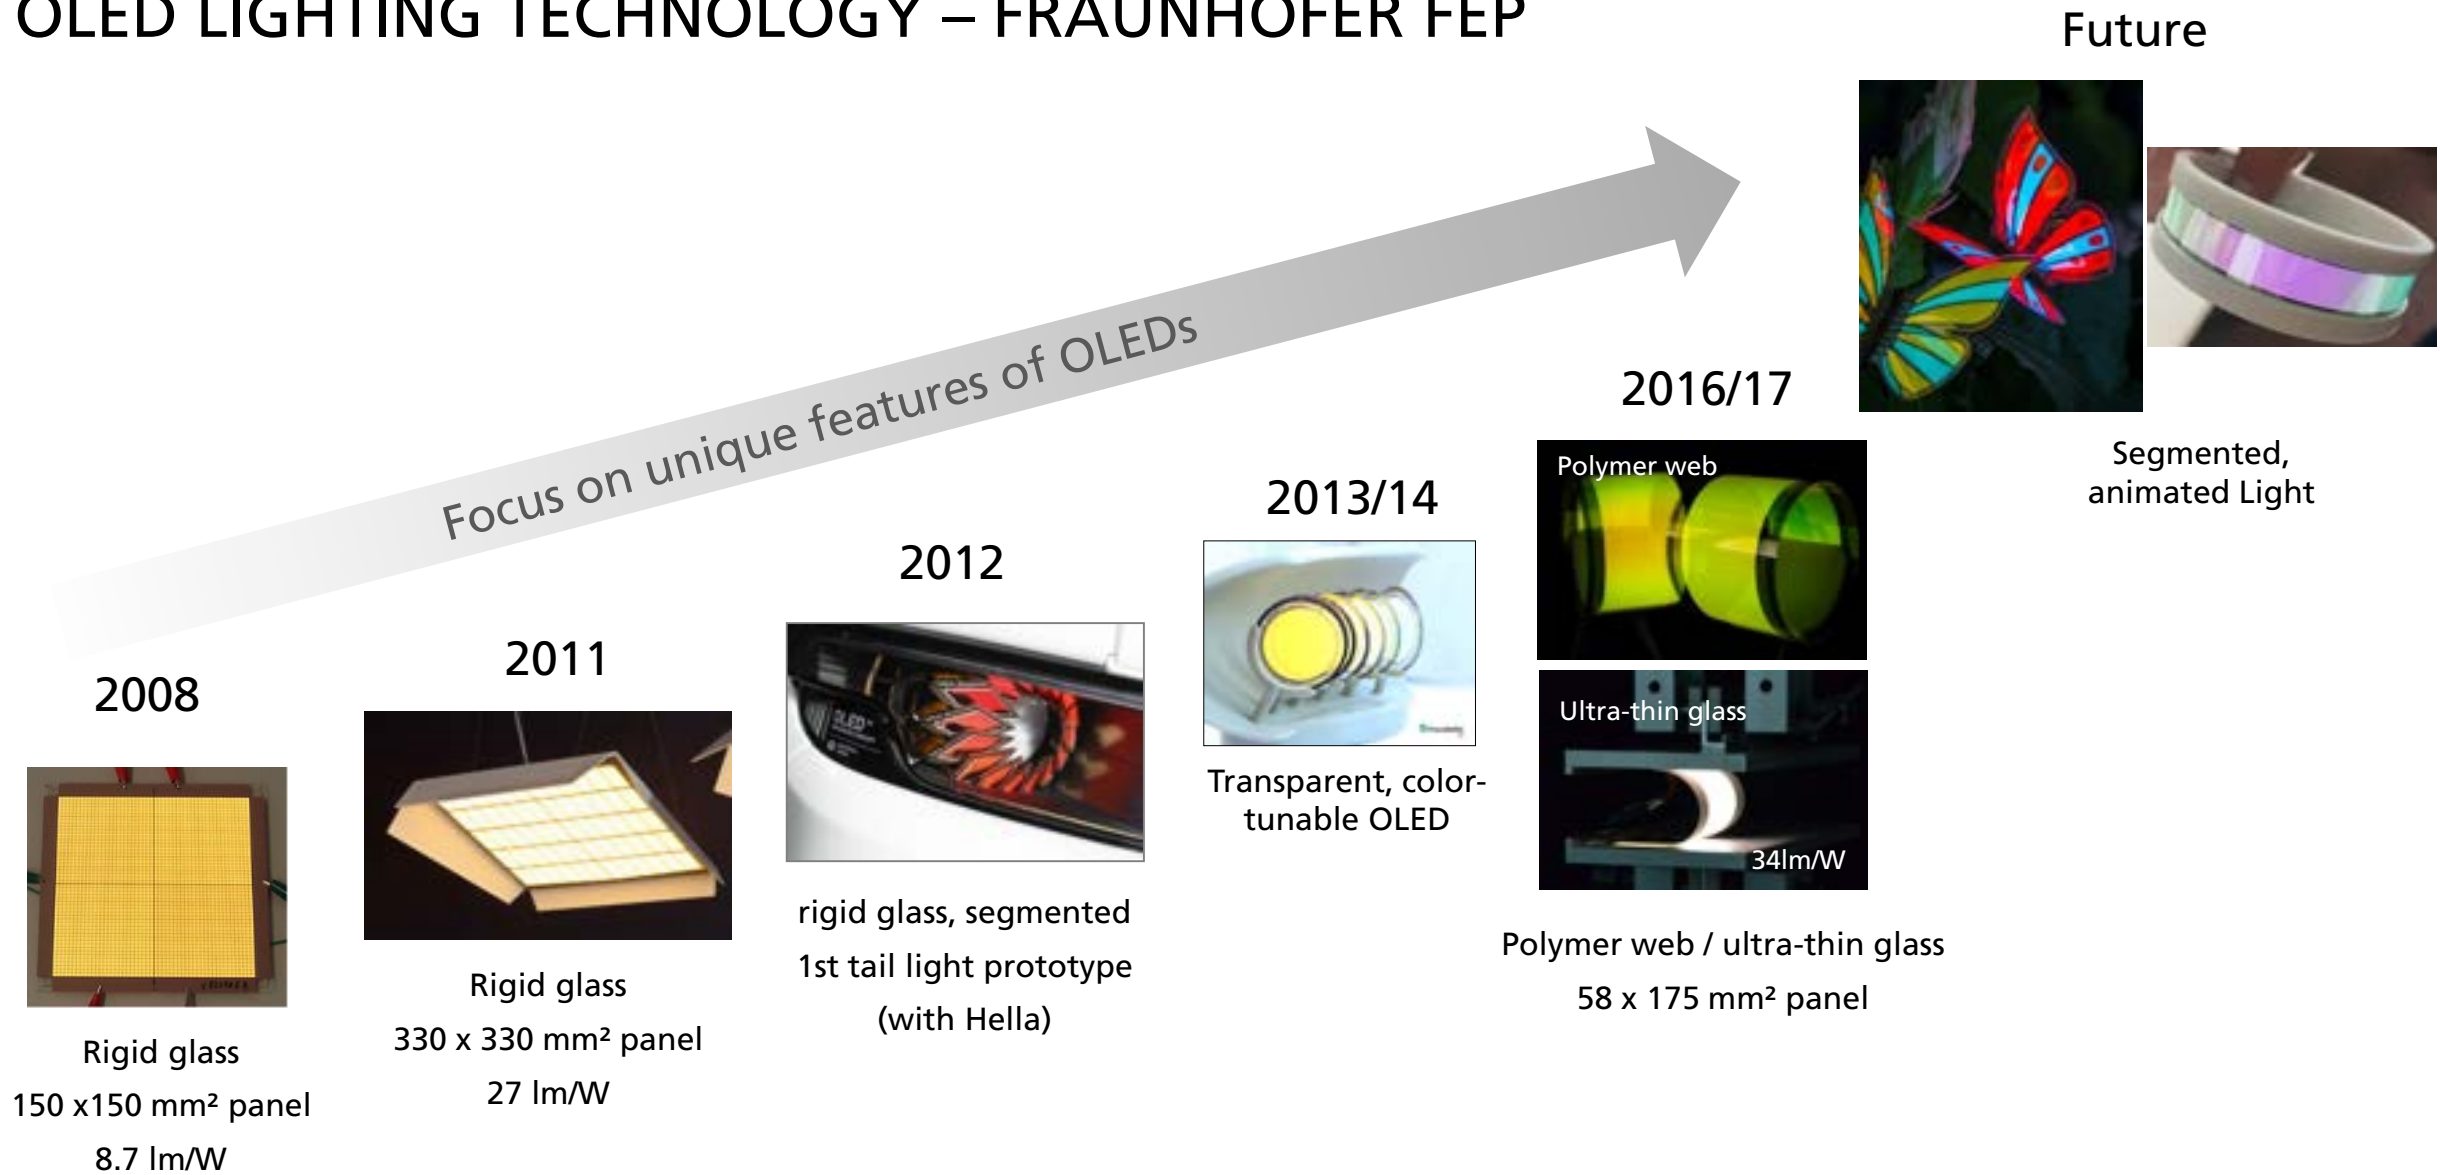 OLED LIGHTING TECHNOLOGY – FRAUNHOFER FEP
Future
Focus on unique features of OLEDs
2008
Rigid glass
150 x150 mm² panel
8.7 lm/W
2011
Rigid glass
330 x 330 mm² panel
27 lm/W
2012
OLED
rigid glass, segmented
1st tail light prototype
(with Hella)
2013/14
Transparent, color-
tunable OLED
2016/17
Polymer web
Ultra-thin glass
34lm/W
Polymer web / ultra-thin glass
58 x 175 mm² panel
Segmented,
animated Light